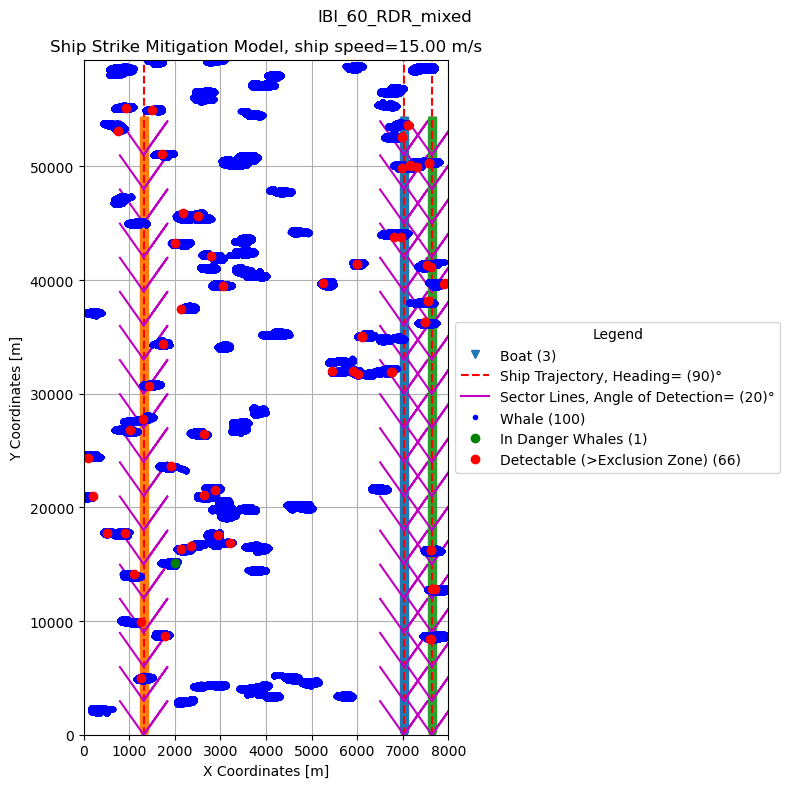 IBI_60_RDR_mixed
Ship Strike Mitigation Model, ship speed=15.00 m/s
50000
40000
30000
20000
10000
0
Y Coordinates [m]
0 1000 2000 3000 4000 5000 6000 7000 8000
X Coordinates [m]
Legend
Boat (3)
Ship Trajectory, Heading= (90)°
Sector Lines, Angle of Detection= (20)°
Whale (100)
In Danger Whales (1)
Detectable (>Exclusion Zone) (66)